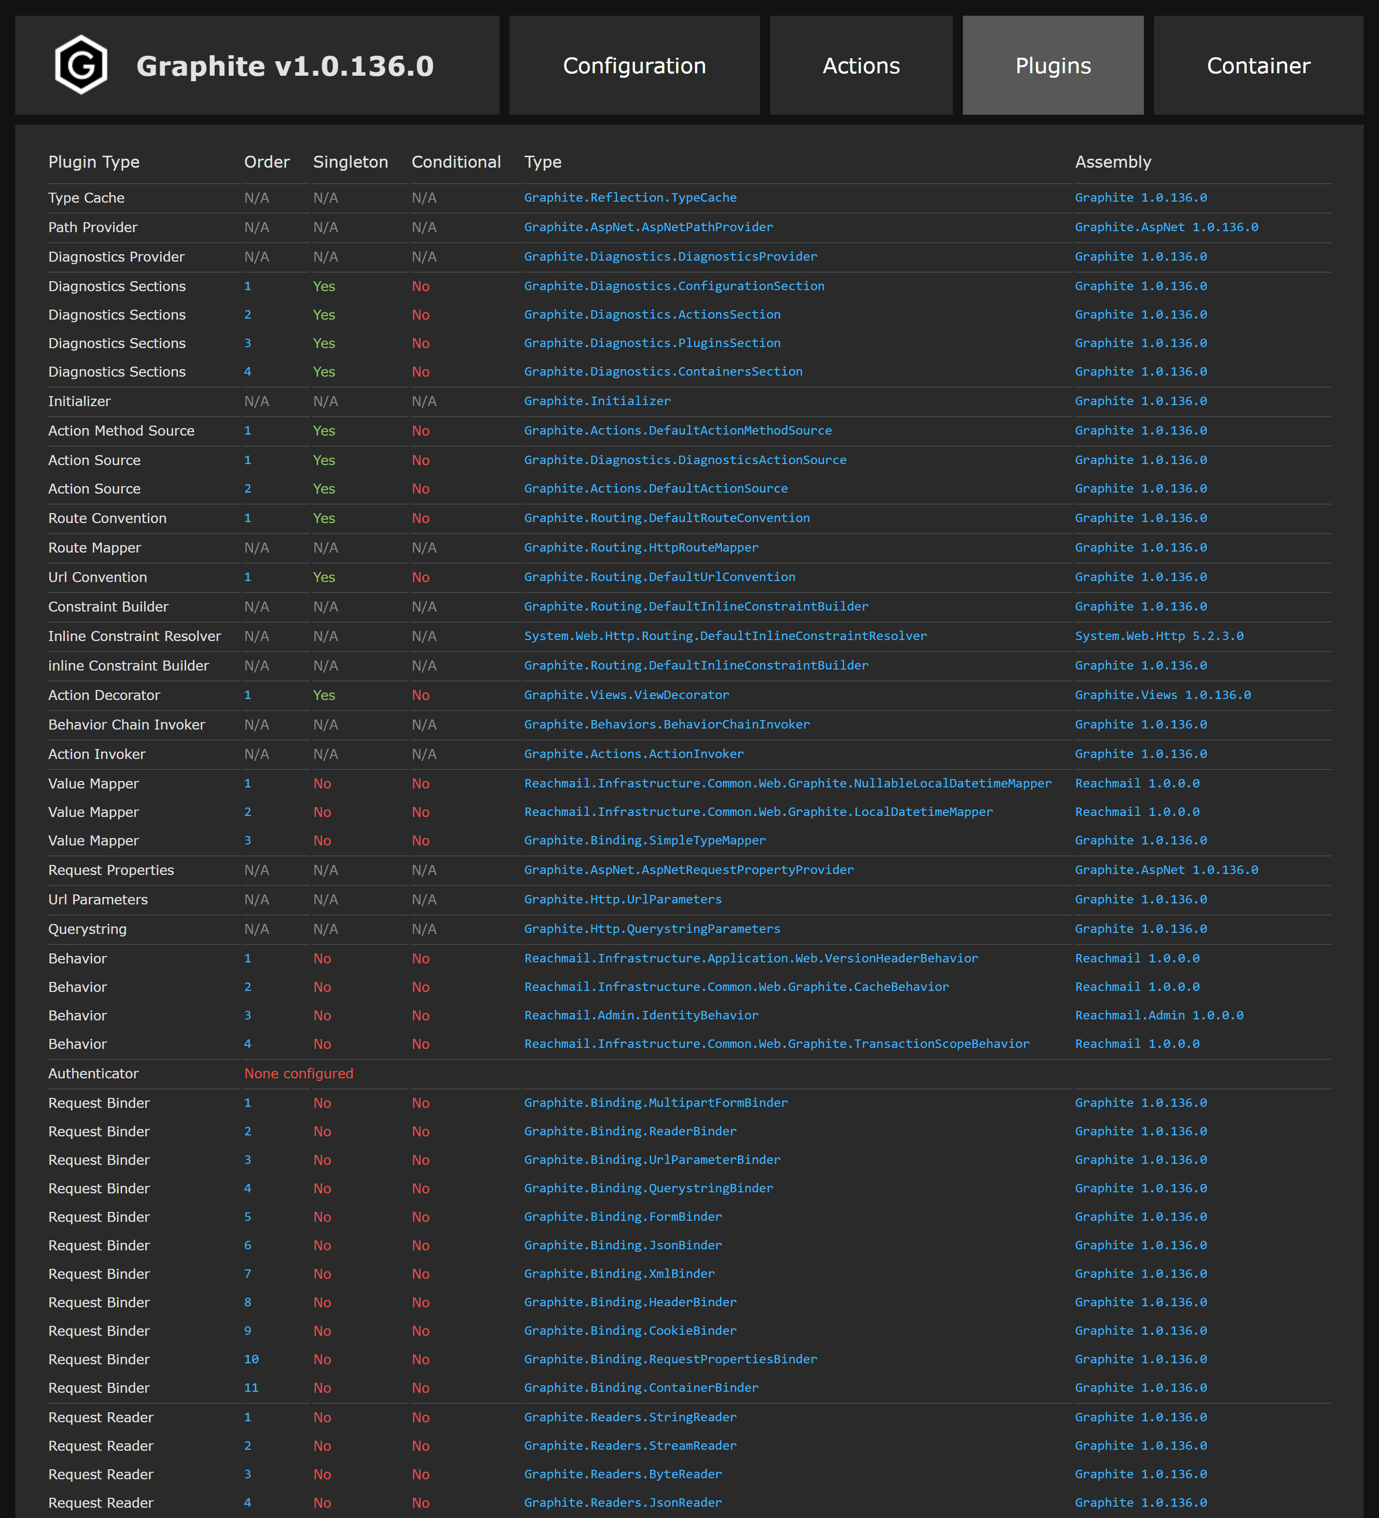 G Graphite v1.0.136.0 Configuration Actions Plugins Container
Plugin Type Order Singleton Conditional Type Assembly
Type Cache N/A N/A N/A Graphite.Reflection.TypeCache Graphite 1.0.136.0
Path Provider N/A N/A N/A Graphite.AspNet.AspNetPathProvider Graphite.AspNet 1.0.136.0
Diagnostics Provider N/A N/A N/A Graphite.Diagnostics.DiagnosticsProvider Graphite 1.0.136.0
Diagnostics Sections 1 Yes No Graphite.Diagnostics.ConfigurationSection Graphite 1.0.136.0
Diagnostics Sections 2 Yes No Graphite.Diagnostics.ActionsSection Graphite 1.0.136.0
Diagnostics Sections 3 Yes No Graphite.Diagnostics.PluginsSection Graphite 1.0.136.0
Diagnostics Sections 4 Yes No Graphite.Diagnostics.ContainersSection Graphite 1.0.136.0
Initializer N/A N/A N/A Graphite.Initializer Graphite 1.0.136.0
Action Method Source 1 Yes No Graphite.Actions.DefaultActionMethodSource Graphite 1.0.136.0
Action Source 1 Yes No Graphite.Diagnostics.DiagnosticsActionSource Graphite 1.0.136.0
Action Source 2 Yes No Graphite.Actions.DefaultActionSource Graphite 1.0.136.0
Route Convention 1 Yes No Graphite.Routing.DefaultRouteConvention Graphite 1.0.136.0
Route Mapper N/A N/A N/A Graphite.Routing.HttpRouteMapper Graphite 1.0.136.0
Url Convention 1 Yes No Graphite.Routing.DefaultUrlConvention Graphite 1.0.136.0
Constraint Builder N/A N/A N/A Graphite.Routing.DefaultInlineConstraintBuilder Graphite 1.0.136.0
Inline Constraint Resolver N/A N/A N/A System.Web.Http.Routing.DefaultInlineConstraintResolver System.Web.Http 5.2.3.0
inline Constraint Builder N/A N/A N/A Graphite.Routing.DefaultInlineConstraintBuilder Graphite 1.0.136.0
Action Decorator 1 Yes No Graphite.Views.ViewDecorator Graphite.Views 1.0.136.0
Behavior Chain Invoker N/A N/A N/A Graphite.Behaviors.BehaviorChainInvoker Graphite 1.0.136.0
Action Invoker N/A N/A N/A Graphite.Actions.ActionInvoker Graphite 1.0.136.0
Value Mapper 1 No No Reachmail.Infrastructure.Common.Web.Graphite.NullableLocalDatetimeMapper Reachmail 1.0.0.0
Value Mapper 2 No No Reachmail.Infrastructure.Common.Web.Graphite.LocalDatetimeMapper Reachmail 1.0.0.0
Value Mapper 3 No No Graphite.Binding.SimpleTypeMapper Graphite 1.0.136.0
Request Properties N/A N/A N/A Graphite.AspNet.AspNetRequestPropertyProvider Graphite.AspNet 1.0.136.0
Url Parameters N/A N/A N/A Graphite.Http.UrlParameters Graphite 1.0.136.0
Querystring N/A N/A N/A Graphite.Http.QuerystringParameters Graphite 1.0.136.0
Behavior 1 No No Reachmail.Infrastructure.Application.Web.VersionHeaderBehavior Reachmail 1.0.0.0
Behavior 2 No No Reachmail.Infrastructure.Common.Web.Graphite.CacheBehavior Reachmail 1.0.0.0
Behavior 3 No No Reachmail.Admin.IdentityBehavior Reachmail.Admin 1.0.0.0
Behavior 4 No No Reachmail.Infrastructure.Common.Web.Graphite.TransactionScopeBehavior Reachmail 1.0.0.0
Authenticator None configured
Request Binder 1 No No Graphite.Binding.MultipartFormBinder Graphite 1.0.136.0
Request Binder 2 No No Graphite.Binding.ReaderBinder Graphite 1.0.136.0
Request Binder 3 No No Graphite.Binding.UrlParameterBinder Graphite 1.0.136.0
Request Binder 4 No No Graphite.Binding.QuerystringBinder Graphite 1.0.136.0
Request Binder 5 No No Graphite.Binding.FormBinder Graphite 1.0.136.0
Request Binder 6 No No Graphite.Binding.JsonBinder Graphite 1.0.136.0
Request Binder 7 No No Graphite.Binding.XmlBinder Graphite 1.0.136.0
Request Binder 8 No No Graphite.Binding.HeaderBinder Graphite 1.0.136.0
Request Binder 9 No No Graphite.Binding.CookieBinder Graphite 1.0.136.0
Request Binder 10 No No Graphite.Binding.RequestPropertiesBinder Graphite 1.0.136.0
Request Binder 11 No No Graphite.Binding.ContainerBinder Graphite 1.0.136.0
Request Reader 1 No No Graphite.Readers.StringReader Graphite 1.0.136.0
Request Reader 2 No No Graphite.Readers.StreamReader Graphite 1.0.136.0
Request Reader 3 No No Graphite.Readers.ByteReader Graphite 1.0.136.0
Request Reader 4 No No Graphite.Readers.JsonReader Graphite 1.0.136.0